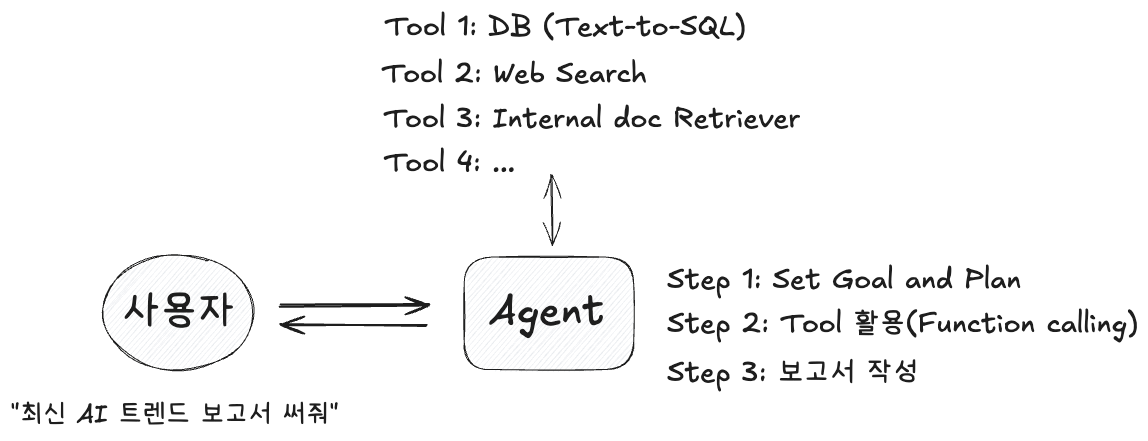 Tool 1: DB (Text-to-SQL)
Tool 2: Web Search
Tool 3: Internal doc Retriever
Tool 4: ...
사용자
Agent
Step 1: Set Goal and Plan
Step 2: Tool 활용(Function calling)
Step 3: 보고서 작성
"최신 AI 트렌드 보고서 써줘"